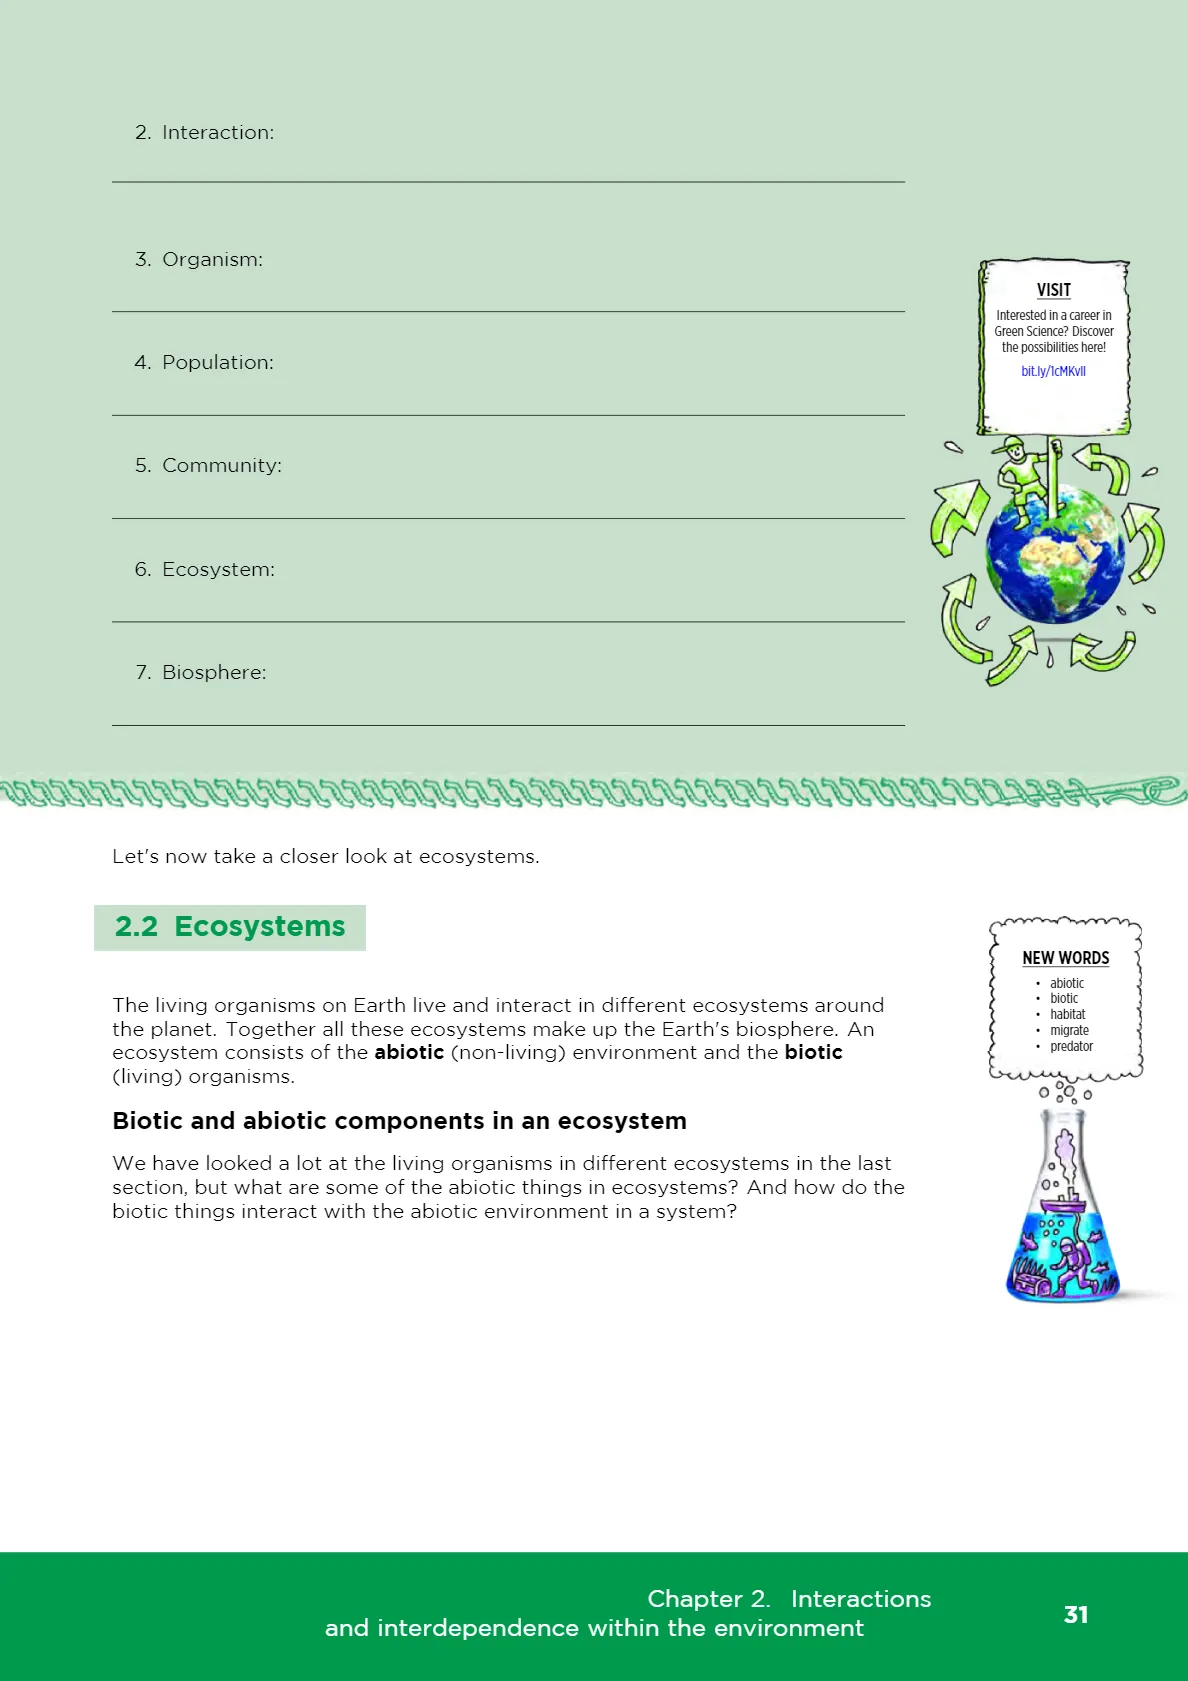 2. Interaction:
3. Organism:
4. Population:
5. Community:
6. Ecosystem:
7. Biosphere:
VISIT
Interested in a career in
Green Science? Discover
the possibilities here!
bit.ly/1cMKvII
Let's now take a closer look at ecosystems.
2.2 Ecosystems
The living organisms on Earth live and interact in different ecosystems around
the planet. Together all these ecosystems make up the Earth's biosphere. An
ecosystem consists of the abiotic (non-living) environment and the biotic
(living) organisms.
Biotic and abiotic components in an ecosystem
We have looked a lot at the living organisms in different ecosystems in the last
section, but what are some of the abiotic things in ecosystems? And how do the
biotic things interact with the abiotic environment in a system?
NEW WORDS
• abiotic
• biotic
• habitat
• migrate
• predator
Chapter 2. Interactions
and interdependence within the environment
31